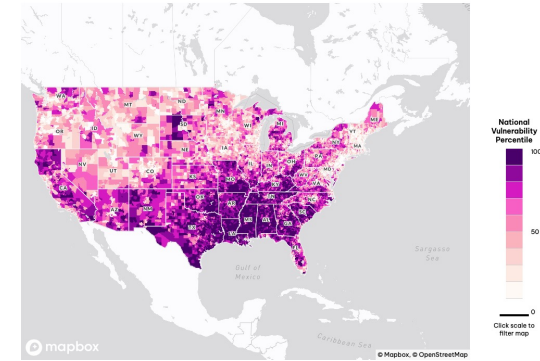 WA
MT
ND
MN
OR
ID
SD
WI
MI
ME
VT
WY
IA
NE
NV
UT
CO
IL
IN
OH
PA
MA
MD
CA
KS
MO
KY
WV
VA
AZ
NM
OK
AR
TN
NC
SC
TX
LA
MS
AL
GA
FL
Gulf of
Mexico
Sargasso
Sea
Caribbean Sea
National
Vulnerability
Percentile
100
50
0
Click scale to
filter map
mapbox
© Mapbox, © OpenStreetMap